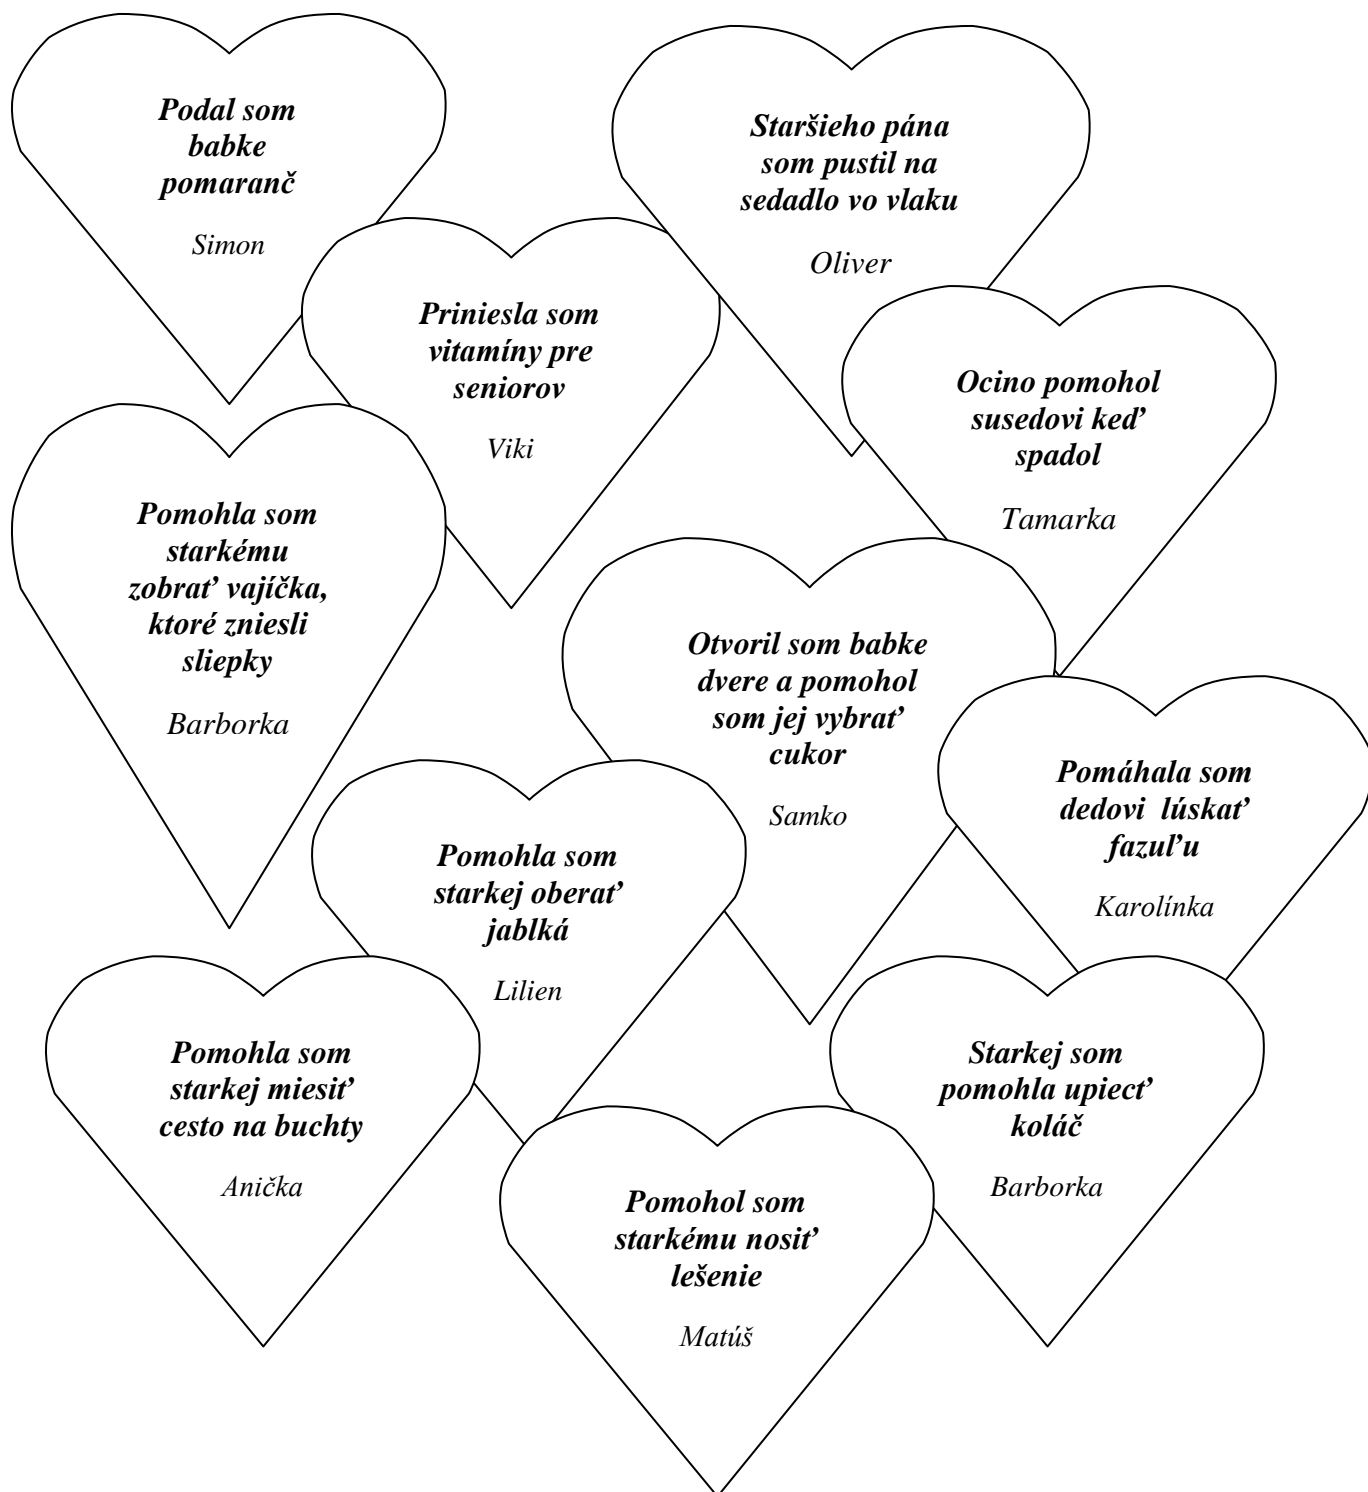 Podal som
babke
pomaranč
Simon
Staršieho pána
som pustil na
sedadlo vo vlaku
Oliver
Priniesla som
vitamíny pre
seniorov
Viki
Ocino pomohol
susedovi keď
spadol
Tamarka
Pomohla som
starkému
zobrať vajíčka,
ktoré zniesli
sliepky
Barborka
Otvoril som babke
dvere a pomohol
som jej vybrať
cukor
Samko
Pomáhala som
dedovi  lúskať
fazuľu
Karolínka
Pomohla som
starkej oberať
jablká
Lilien
Pomohla som
starkej miesiť
cesto na buchty
Anička
Starkej som
pomohla upiecť
koláč
Barborka
Pomohol som
starkému nosiť
lešenie
Matúš